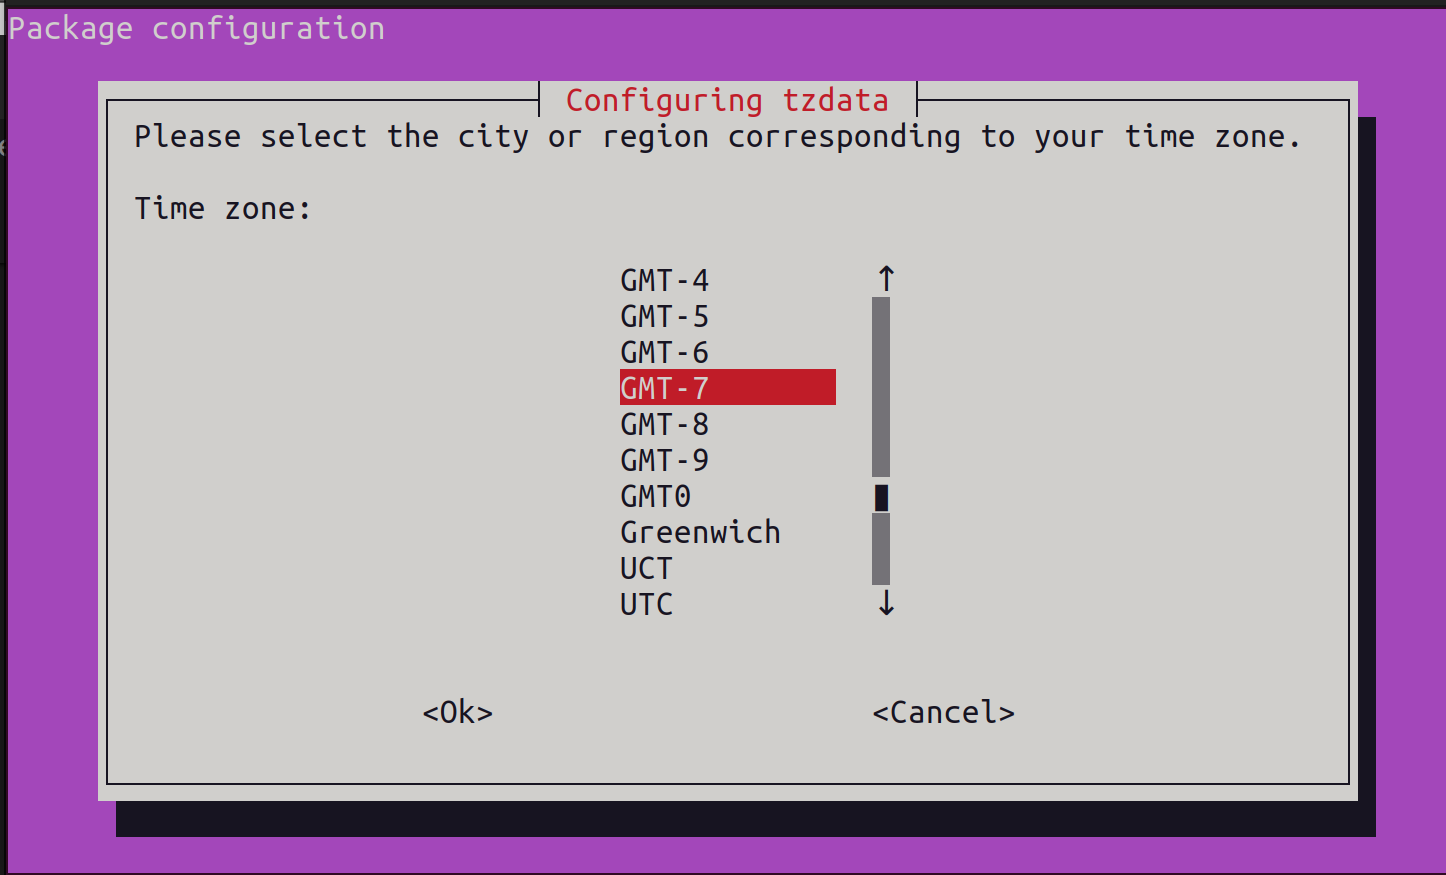 Package configuration
Configuring tzdata
Please select the city or region corresponding to your time zone.
Time zone:
GMT-4
GMT-5
GMT-6
GMT-7
GMT-8
GMT-9
GMT0
Greenwich
UCT
UTC
<Ok> <Cancel>